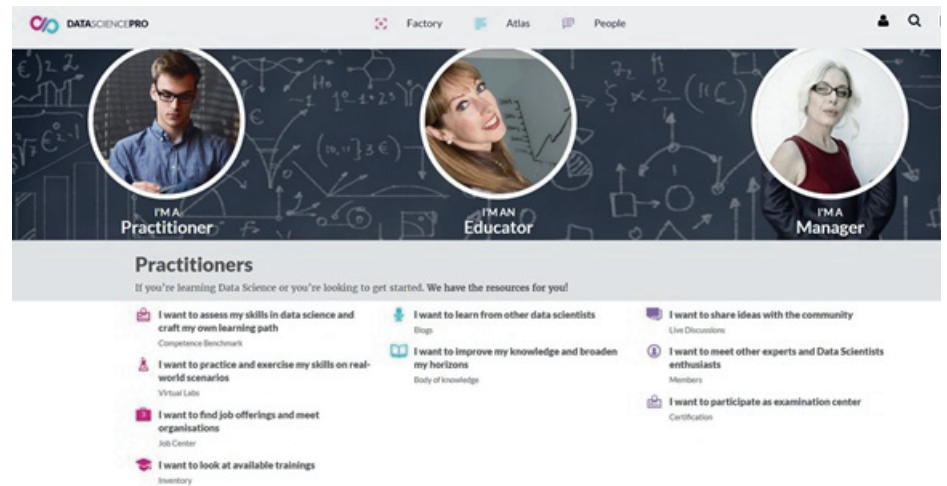 DATASCIENCEPRO
Factory
Atlas
People
I'M A
Practitioner
I'M AN
Educator
I'M A
Manager
Practitioners
If you're learning Data Science or you're looking to get started. We have the resources for you!
I want to assess my skills in data science and
craft my own learning path
Competence Benchmark
I want to practice and exercise my skills on real-
world scenarios
Virtual Labs
I want to find job offerings and meet
organisations
Job Center
I want to look at available trainings
Inventory
I want to learn from other data scientists
Blogs
I want to improve my knowledge and broaden
my horizons
Body of knowledge
I want to share ideas with the community
Live Discussions
I want to meet other experts and Data Scientists
enthusiasts
Members
I want to participate as examination center
Certification